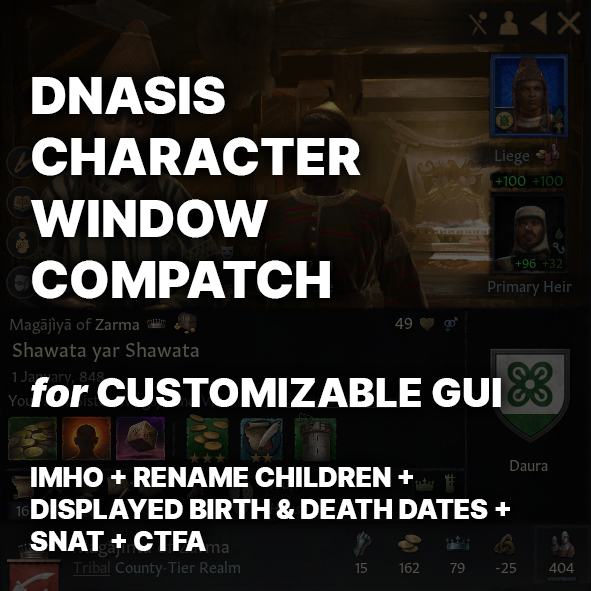 DNASIS
CHARACTER
WINDOW
COMPATCH
Liege
+100 +100
+96 +32
Primary Heir
Magājiyā of Zarma
49
Shawata yar Shawata
1 January, 848
for CUSTOMIZABLE GUI
Daura
IMHO + RENAME CHILDREN +
DISPLAYED BIRTH & DEATH DATES +
SNAT + CTFA
Tribal County-Tier Realm
15 162 79 -25 404